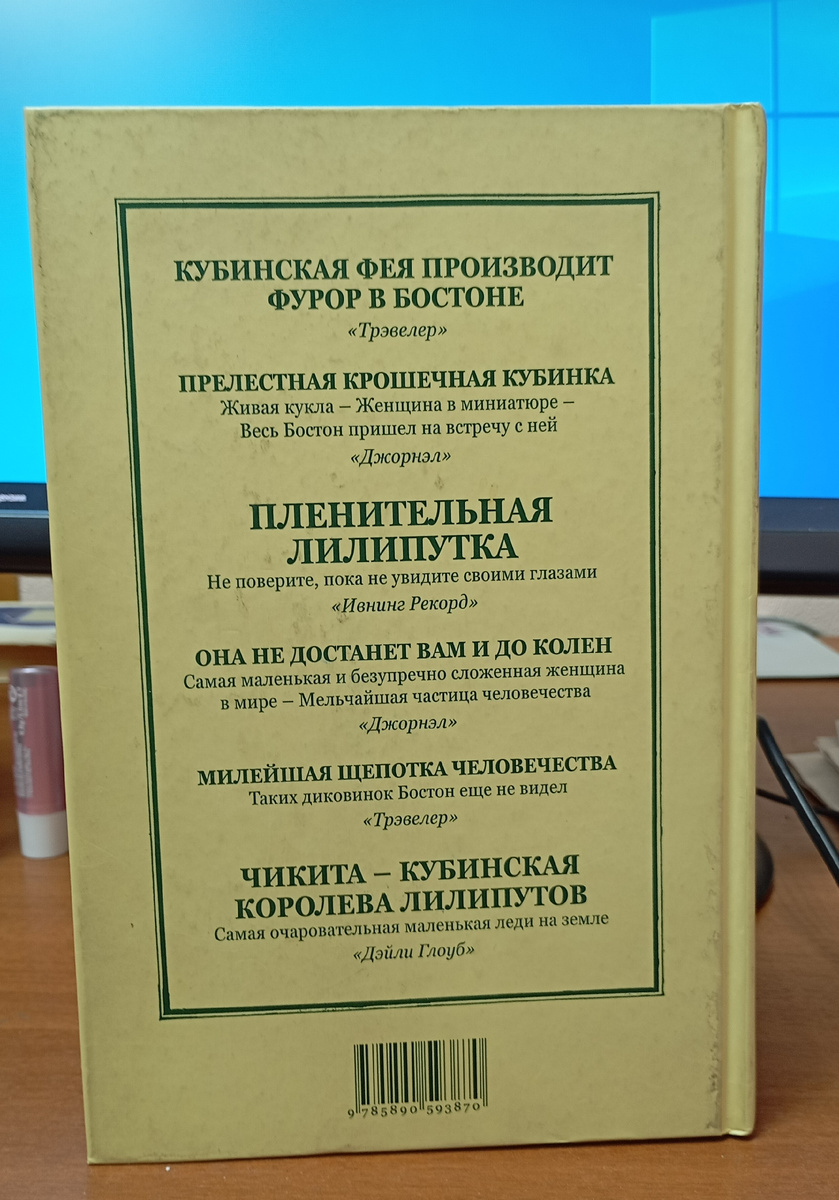 КУБИНСКАЯ ФЕЯ ПРОИЗВОДИТ
ФУРОР В БОСТОНЕ
«Трэвелер»
ПРЕЛЕСТНАЯ КРОШЕЧНАЯ КУБИНКА
Живая кукла – Женщина в миниатюре –
Весь Бостон пришел на встречу с ней
«Джорнэл»
ПЛЕНИТЕЛЬНАЯ
ЛИЛИПУТКА
Не поверите, пока не увидите своими глазами
«Ивнинг Рекорд»
ОНА НЕ ДОСТАНЕТ ВАМ И ДО КОЛЕН
Самая маленькая и безупречно сложенная женщина
в мире – Мельчайшая частица человечества
«Джорнэл»
МИЛЕЙШАЯ ЩЕПОТКА ЧЕЛОВЕЧЕСТВА
Таких диковинок Бостон еще не видел
«Трэвелер»
ЧИКИТА – КУБИНСКАЯ
КОРОЛЕВА ЛИЛИПУТОВ
Самая очаровательная маленькая леди на земле
«Дэйли Глоуб»
9 785890 593870